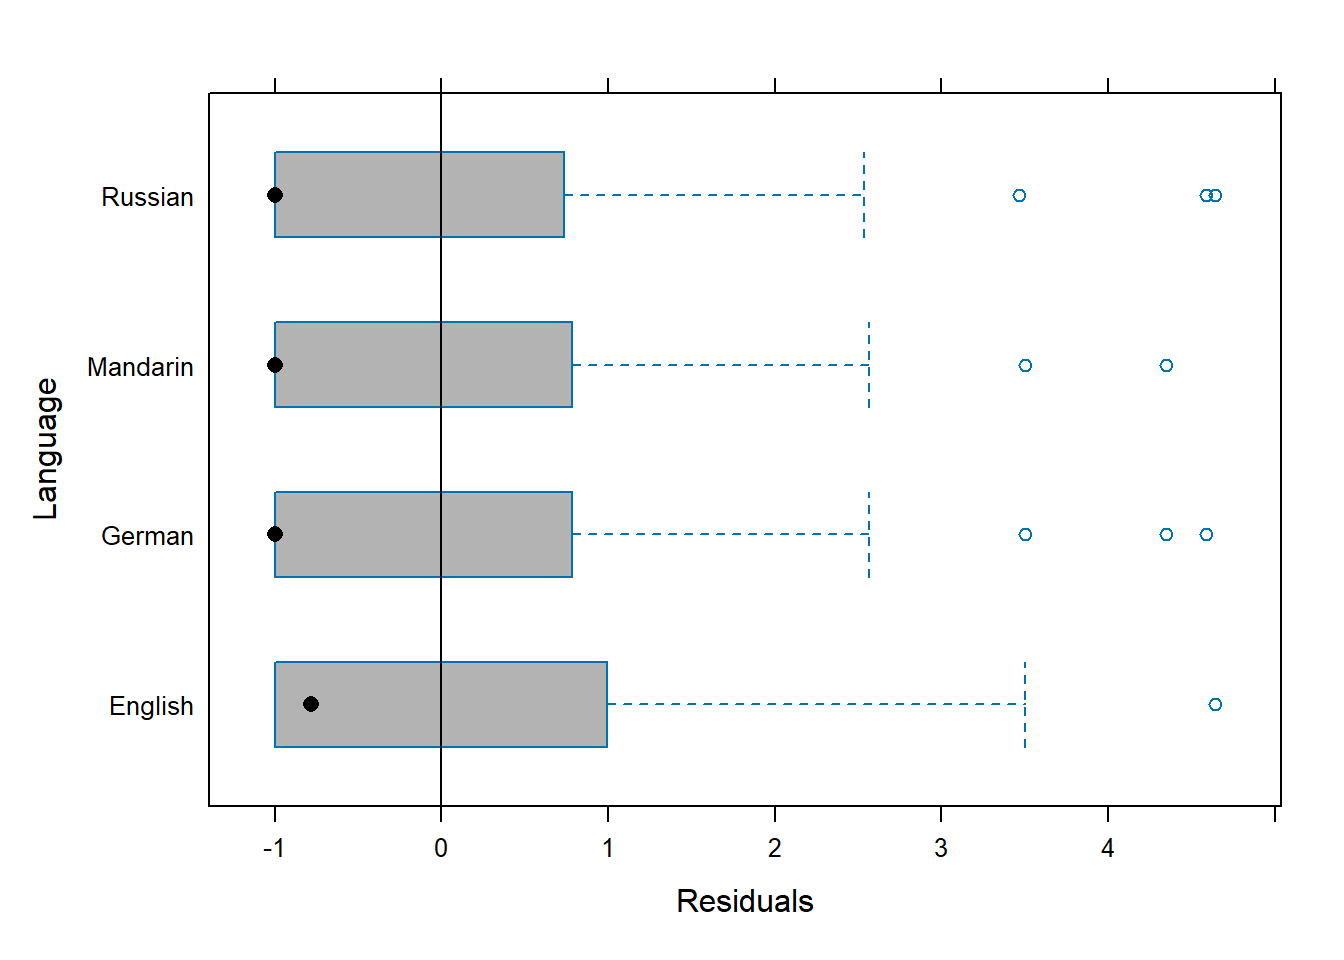 Russian
Mandarin
German
English
Language
-1 0 1 2 3 4
Residuals